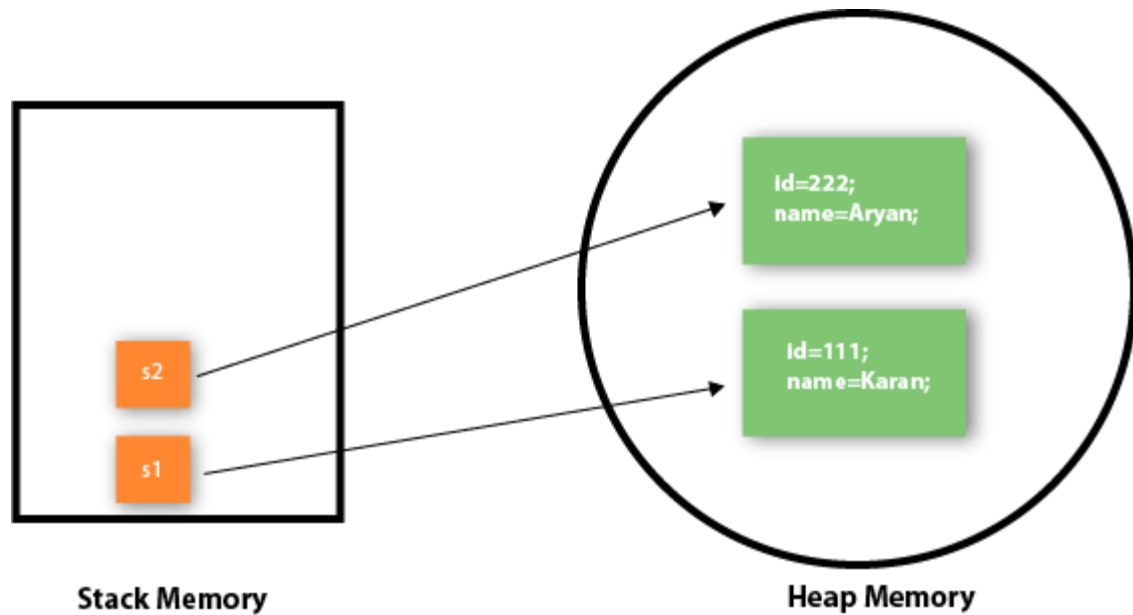 s2
s1
Stack Memory
id=222;
name=Aryan;
id=111;
name=Karan;
Heap Memory